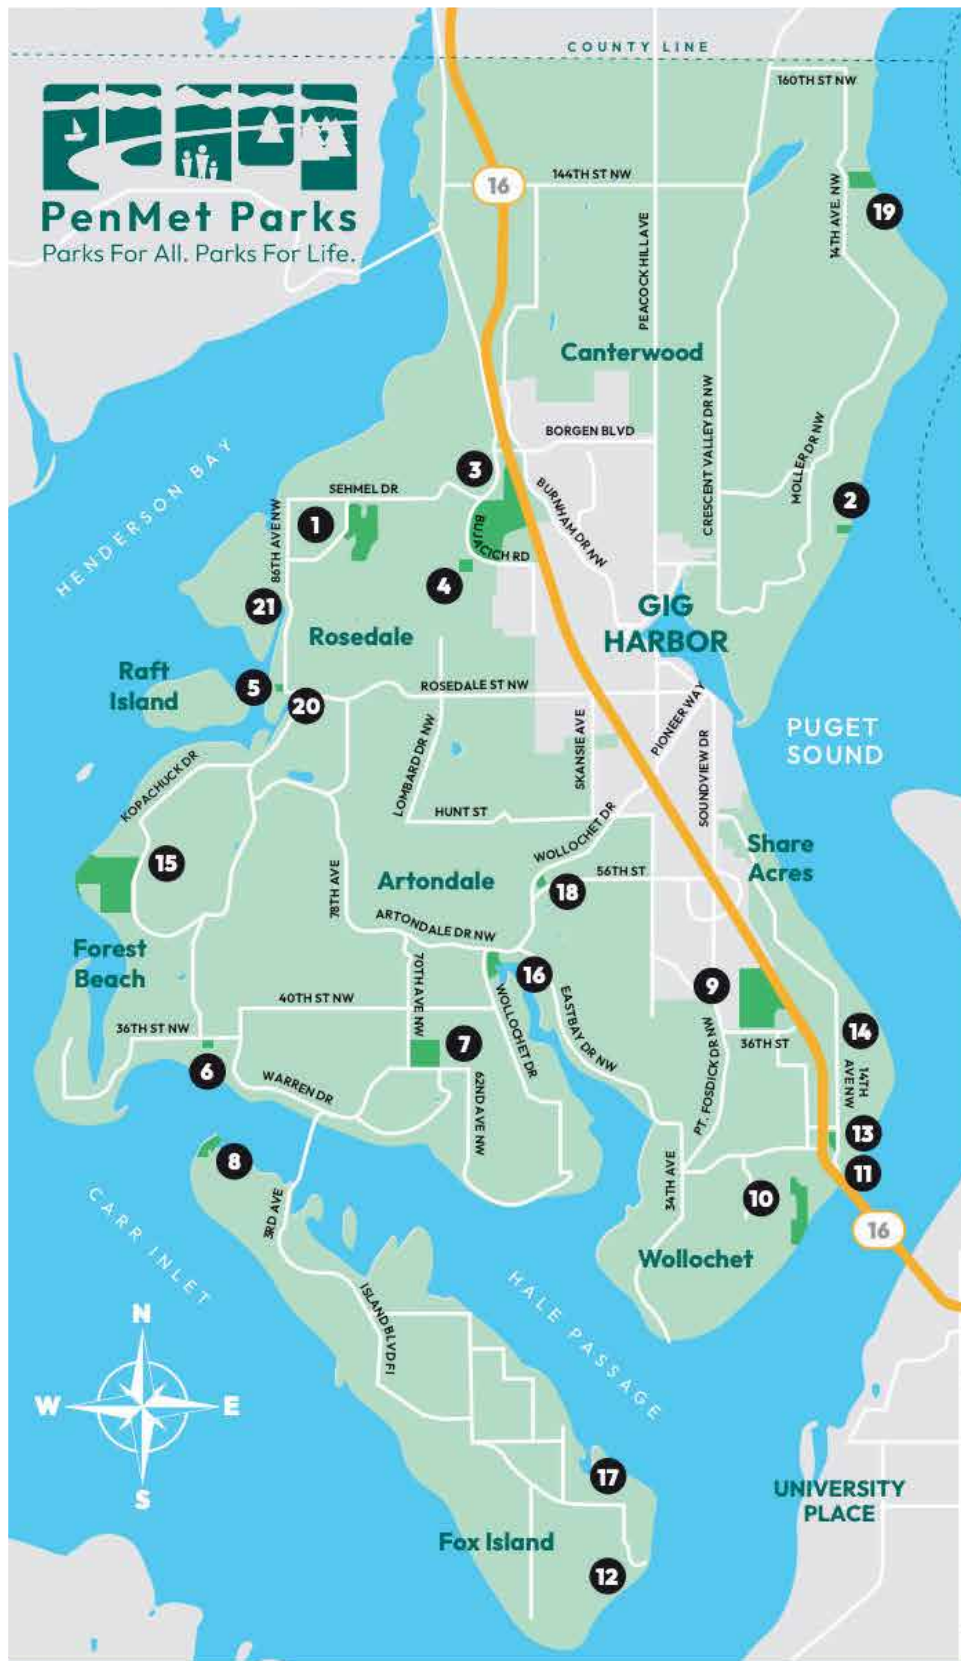 COUNTY LINE
160TH ST NW
PenMet Parks
Parks For All. Parks For Life.
16
144TH ST NW
14TH AVE. NW
19
PEACOCK HILL AVE
Canterwood
CRESCENT VALLEY DR NW
MOLLER DR NW
BORGEN BLVD
HENDERSON BAY
3
SEHMEL DR
BURNHAM DR NW
2
1
86TH AVE NW
BUJACICH RD
4
21
GIG
HARBOR
Rosedale
Raft
Island
5
20
ROSEDALE ST NW
PIONEER WAY
PUGET
SOUND
KOPACHUCK DR
LOMBARD DR NW
SKANSIE AVE
SOUNDVIEW DR
HUNT ST
WOLLOCHET DR
Share
Acres
15
78TH AVE
Artondale
56TH ST
18
ARTONDALE DR NW
Forest
Beach
70TH AVE NW
16
9
40TH ST NW
WOLLOCHET DR
EASTBAY DR NW
PT. FOSDICK DR NW
36TH ST NW
36TH ST
14
7
6
WARREN DR
62ND AVE NW
14TH
AVE NW
13
8
34TH AVE
11
10
3RD AVE
CARR INLET
16
Wollochet
HALE PASSAGE
ISLAND BLVD FI
N
W
E
S
17
UNIVERSITY
PLACE
Fox Island
12